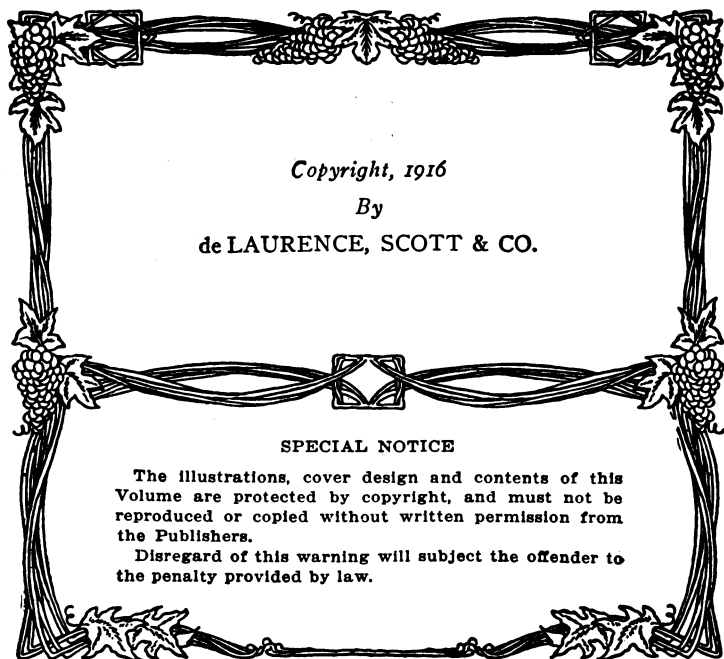 Copyright, 1916
By
de LAURENCE, SCOTT & CO.
SPECIAL NOTICE
The illustrations, cover design and contents of this
Volume are protected by copyright, and must not be
reproduced or copied without written permission from
the Publishers.
Disregard of this warning will subject the offender to
the penalty provided by law.